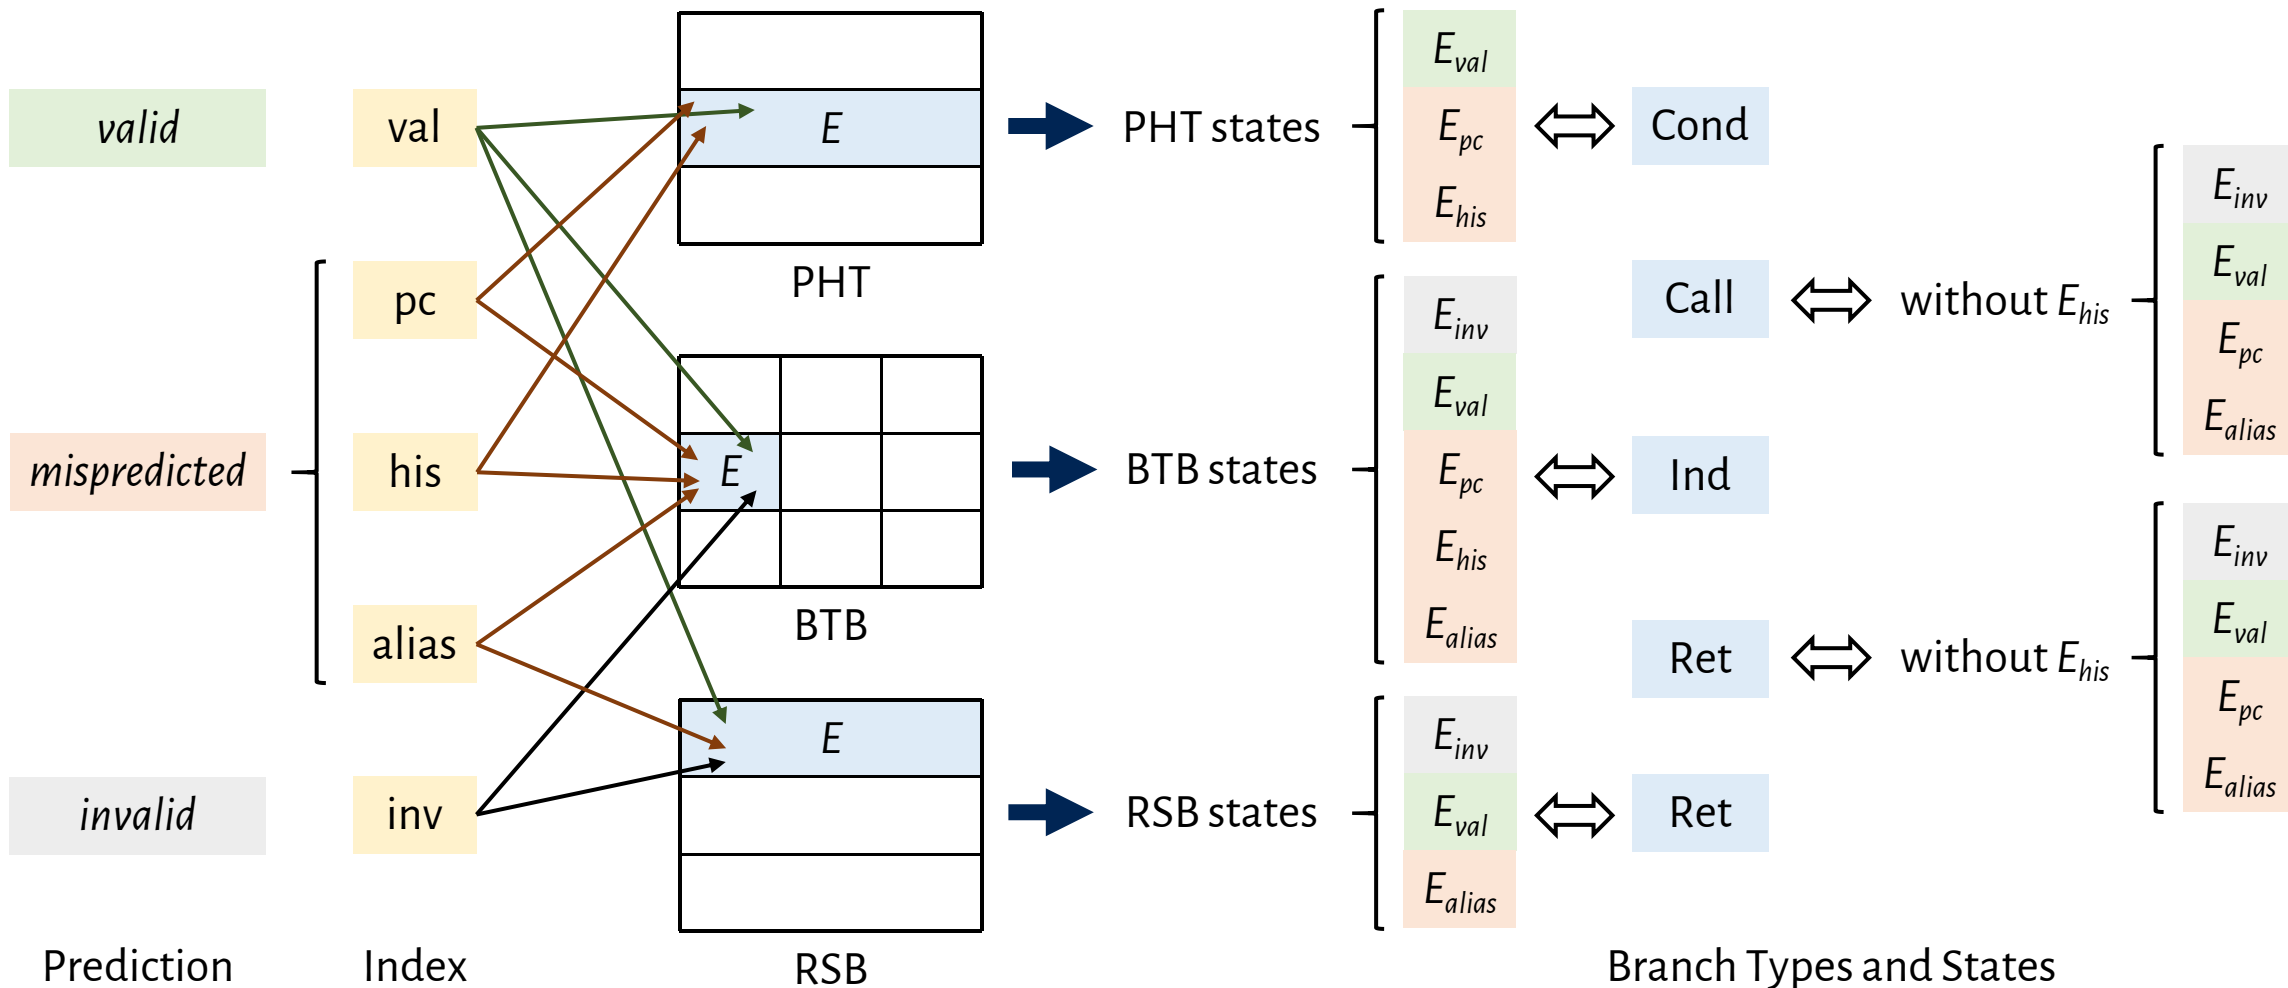 valid
mispredicted
invalid
Prediction
val
pc
his
alias
inv
Index
E
PHT
E
BTB
E
RSB
PHT states
BTB states
RSB states
E_val
E_pc
E_his
E_inv
E_val
E_pc
E_his
E_alias
E_inv
E_val
E_alias
Cond
Call
Ind
Ret
Ret
without E_his
without E_his
E_inv
E_val
E_pc
E_alias
E_inv
E_val
E_pc
E_alias
Branch Types and States